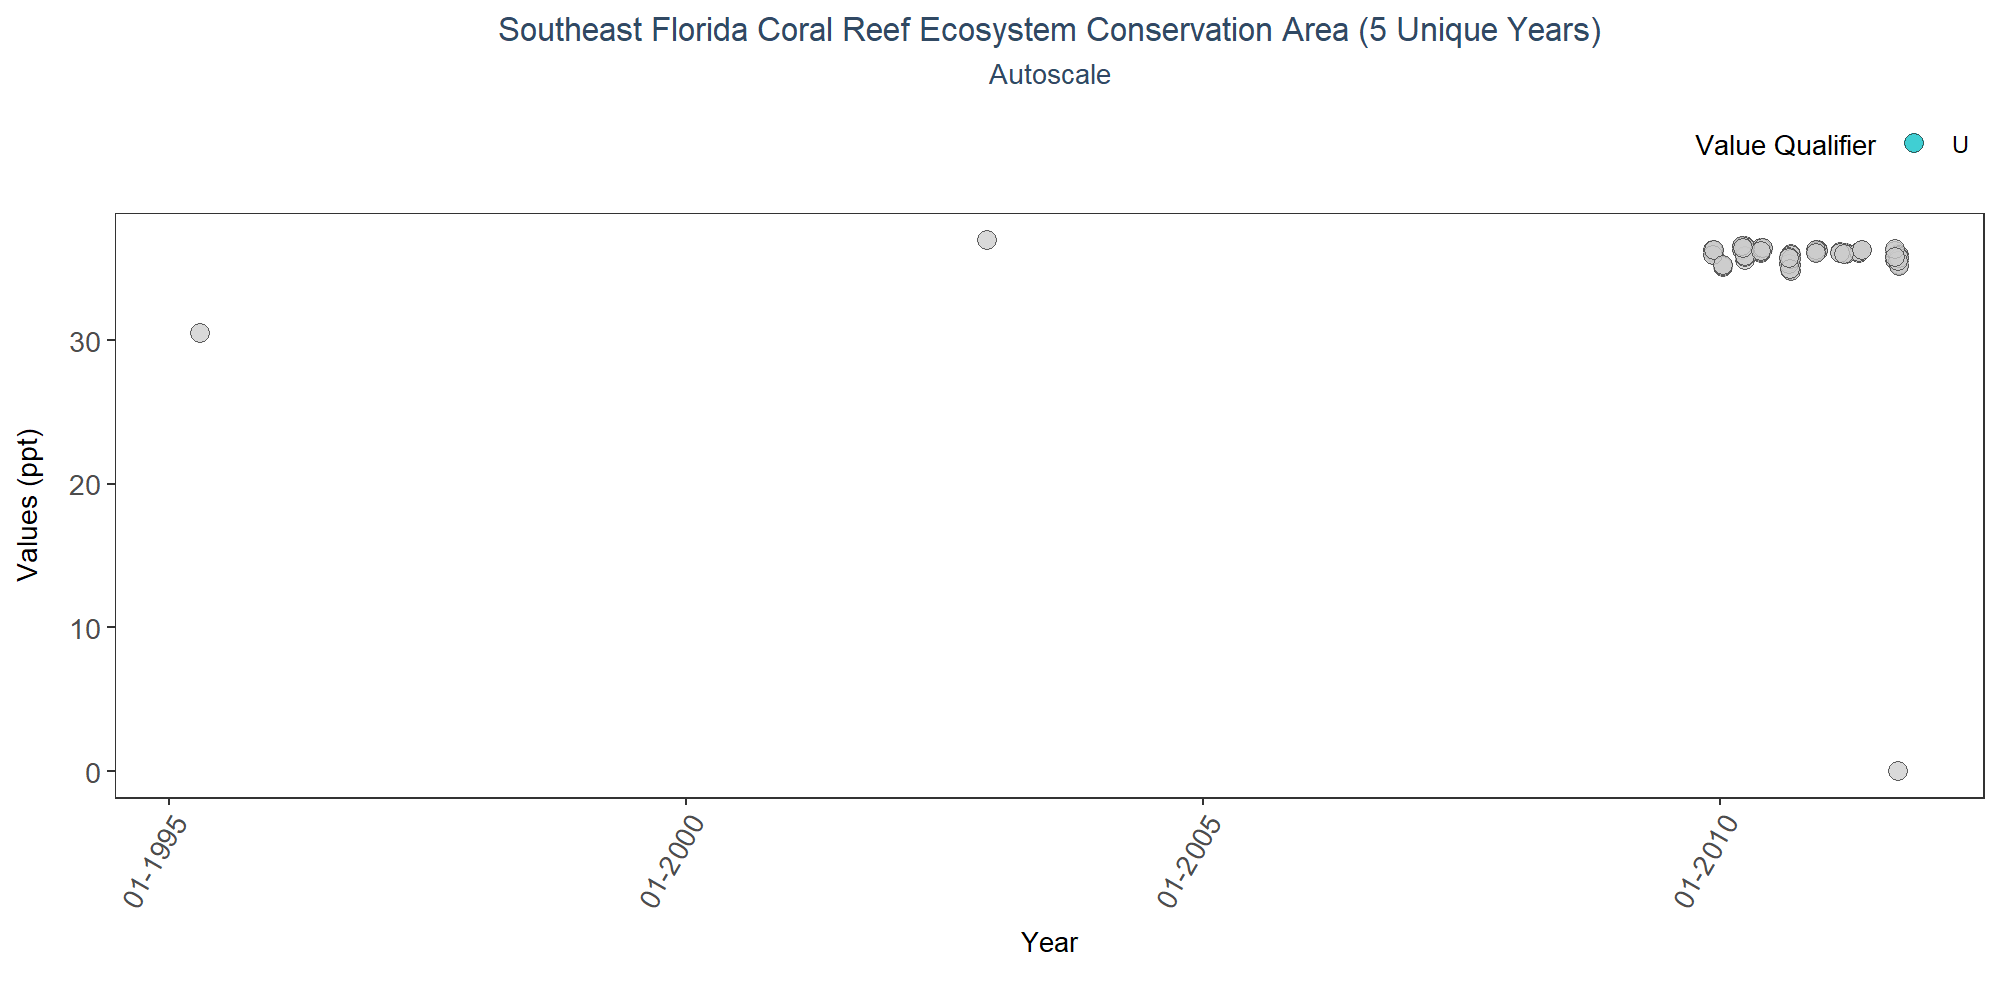 Southeast Florida Coral Reef Ecosystem Conservation Area (5 Unique Years)
Autoscale
Value Qualifier U
Values (ppt)
30
20
10
0
01-1995
01-2000
01-2005
01-2010
Year